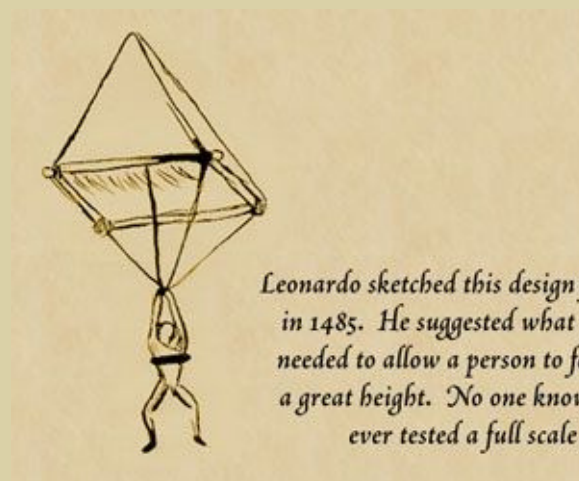 Leonardo sketched this design
in 1485. He suggested what
needed to allow a person to
a great height. No one
ever tested a full scale